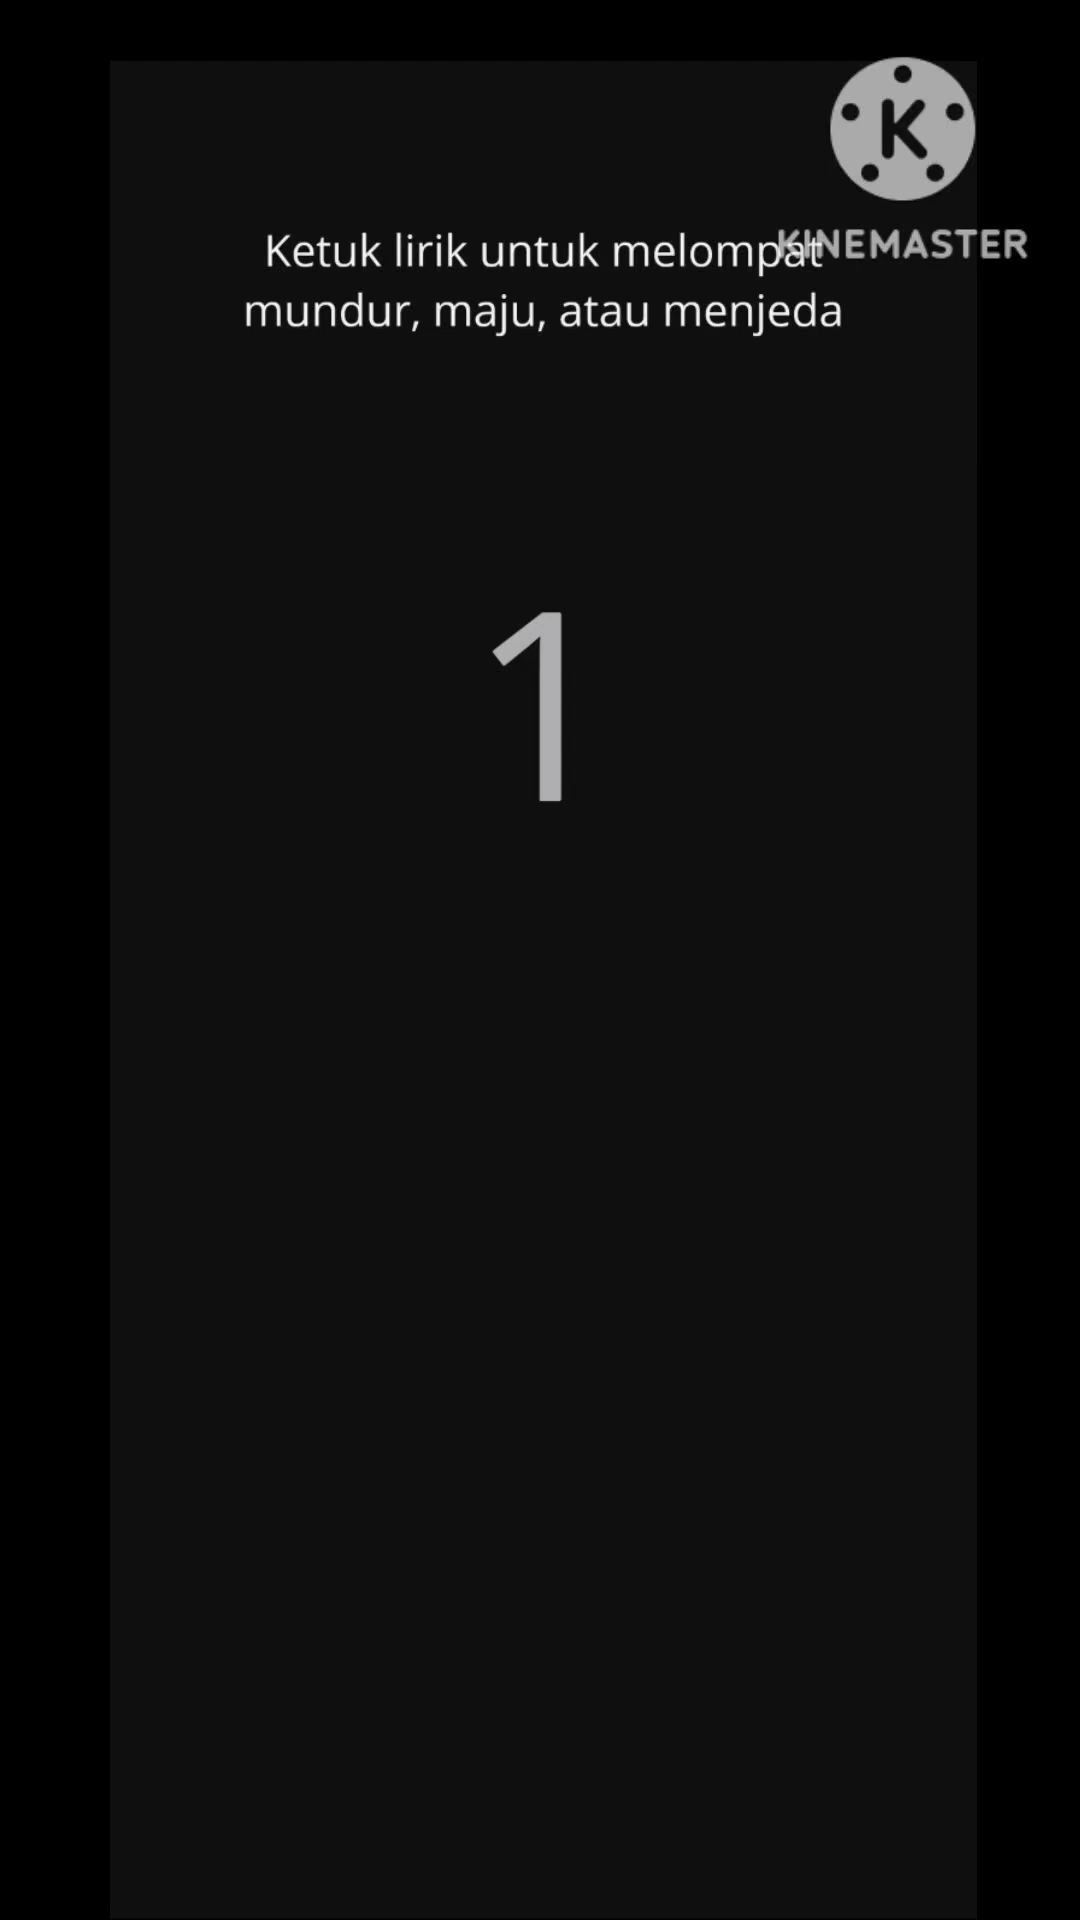 K
KINEMASTER
Ketuk lirik untuk melompat
mundur, maju, atau menjeda
1